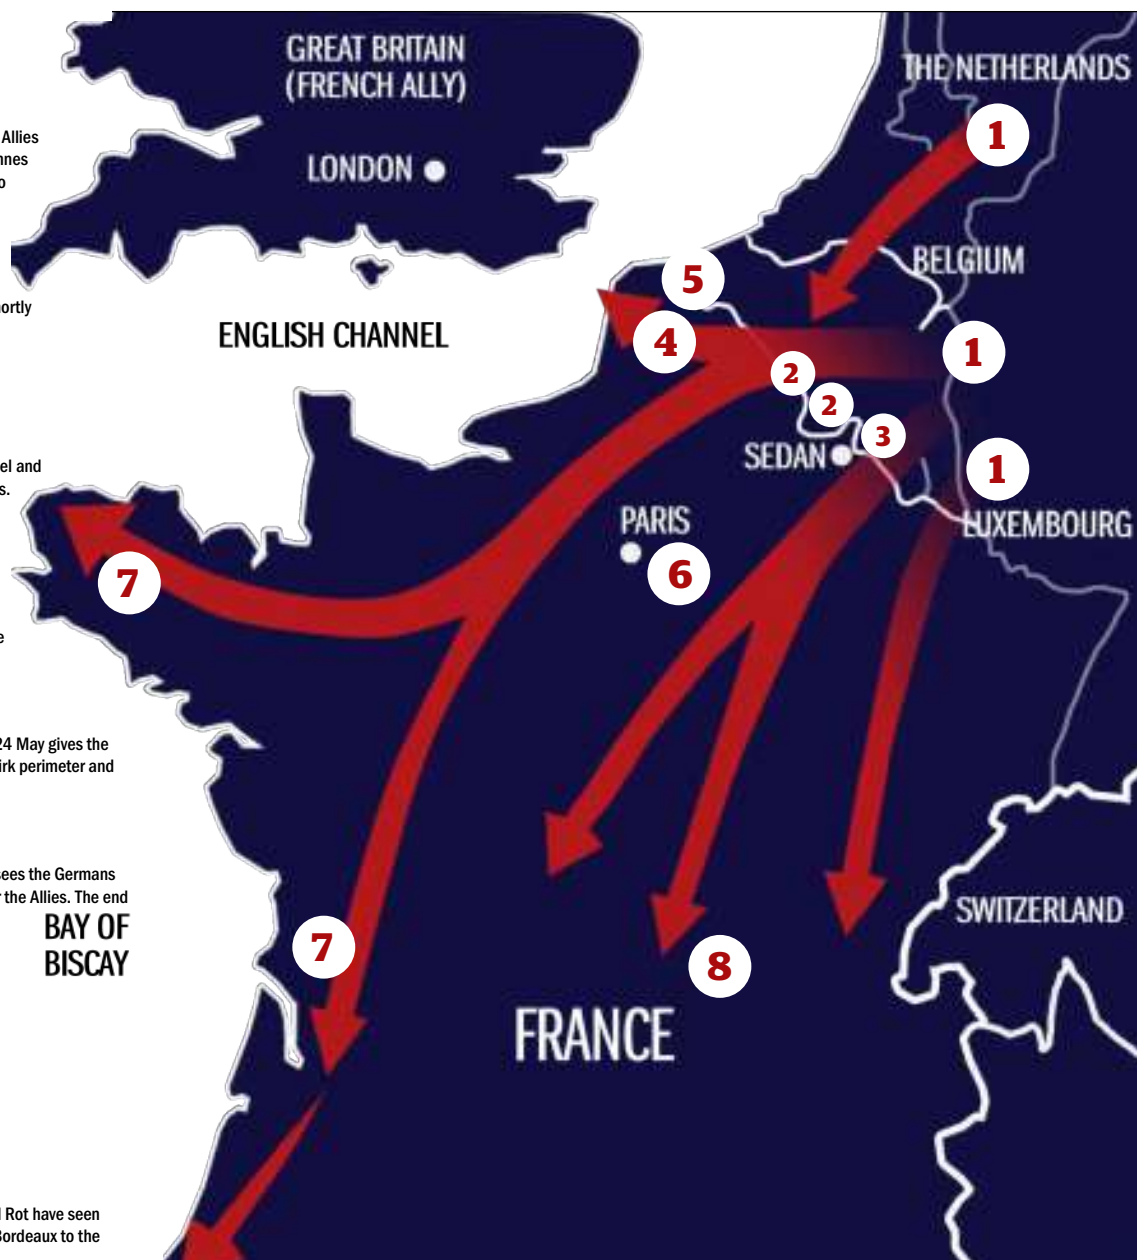 GREAT BRITAIN
(FRENCH ALLY)
THE NETHERLANDS
1
Allies
LONDON
BELGIUM
5
ENGLISH CHANNEL
4
1
2
2
3
SEDAN
el and
s.
1
PARIS
LUXEMBOURG
6
7
e
24 May gives the
irk perimeter and
sees the Germans
the Allies. The end
BAY OF
BISCAY
SWITZERLAND
7
8
FRANCE
Rot have seen
Bordeaux to the